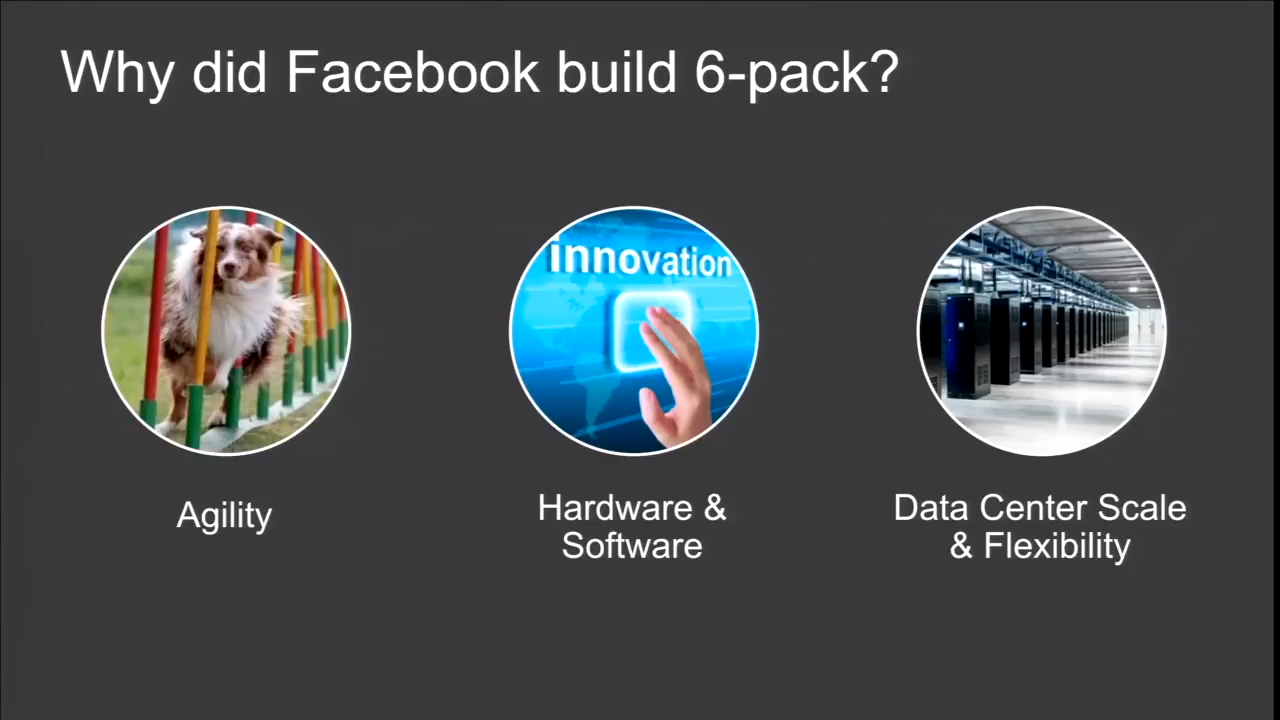 Why did Facebook build 6-pack?
innovation
Agility
Hardware &
Software
Data Center Scale
& Flexibility